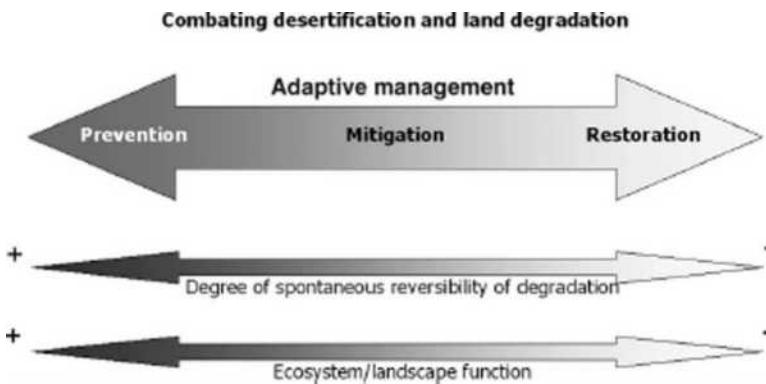 Combating desertification and land degradation
Adaptive management
Prevention Mitigation Restoration
+
Degree of spontaneous reversibility of degradation
+
Ecosystem/landscape function